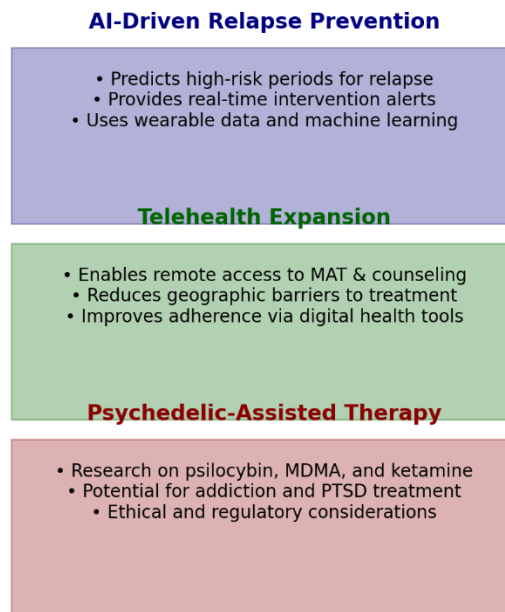 AI-Driven Relapse Prevention
• Predicts high-risk periods for relapse
• Provides real-time intervention alerts
• Uses wearable data and machine learning
Telehealth Expansion
• Enables remote access to MAT & counseling
• Reduces geographic barriers to treatment
• Improves adherence via digital health tools
Psychedelic-Assisted Therapy
• Research on psilocybin, MDMA, and ketamine
• Potential for addiction and PTSD treatment
• Ethical and regulatory considerations